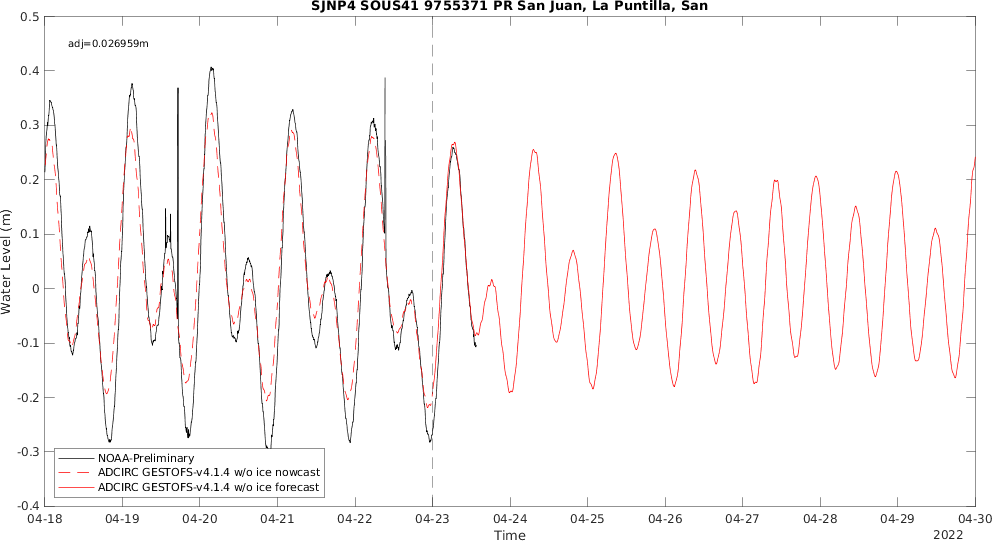 SJNP4 SOUS41 9755371 PR San Juan, La Puntilla, San
adj=0.026959m
0.5
0.4
0.3
0.2
0.1
0
-0.1
-0.2
-0.3
-0.4
Water Level (m)
NOAA-Preliminary
ADCIRC GESTOFS-v4.1.4 w/o ice nowcast
ADCIRC GESTOFS-v4.1.4 w/o ice forecast
04-18 04-19 04-20 04-21 04-22 04-23 04-24 04-25 04-26 04-27 04-28 04-29 04-30
Time
2022